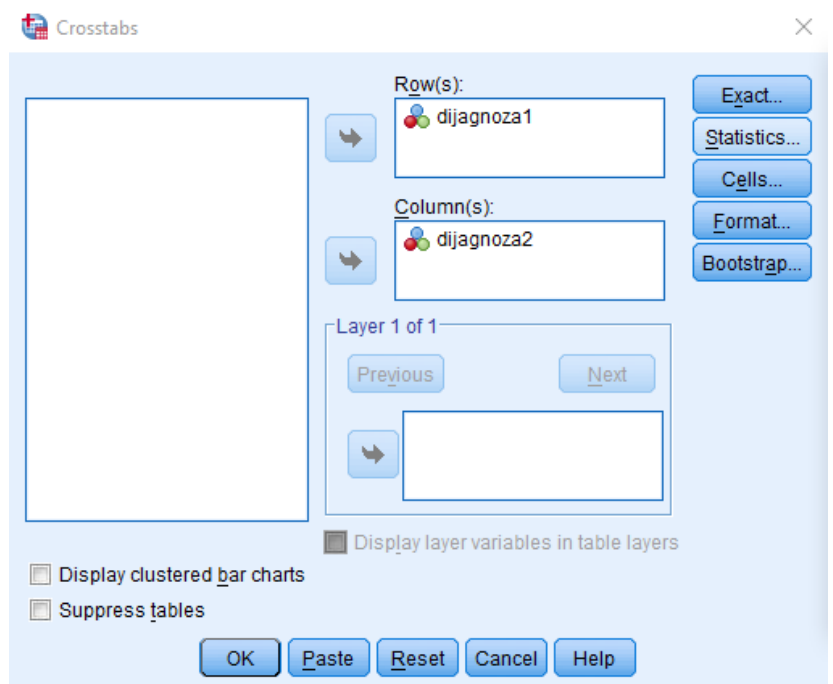 Crosstabs
Row(s):
dijagnoza1
Column(s):
dijagnoza2
Exact...
Statistics...
Cells...
Format...
Bootstrap...
Layer 1 of 1
Previous
Next
Display layer variables in table layers
Display clustered bar charts
Suppress tables
OK
Paste
Reset
Cancel
Help